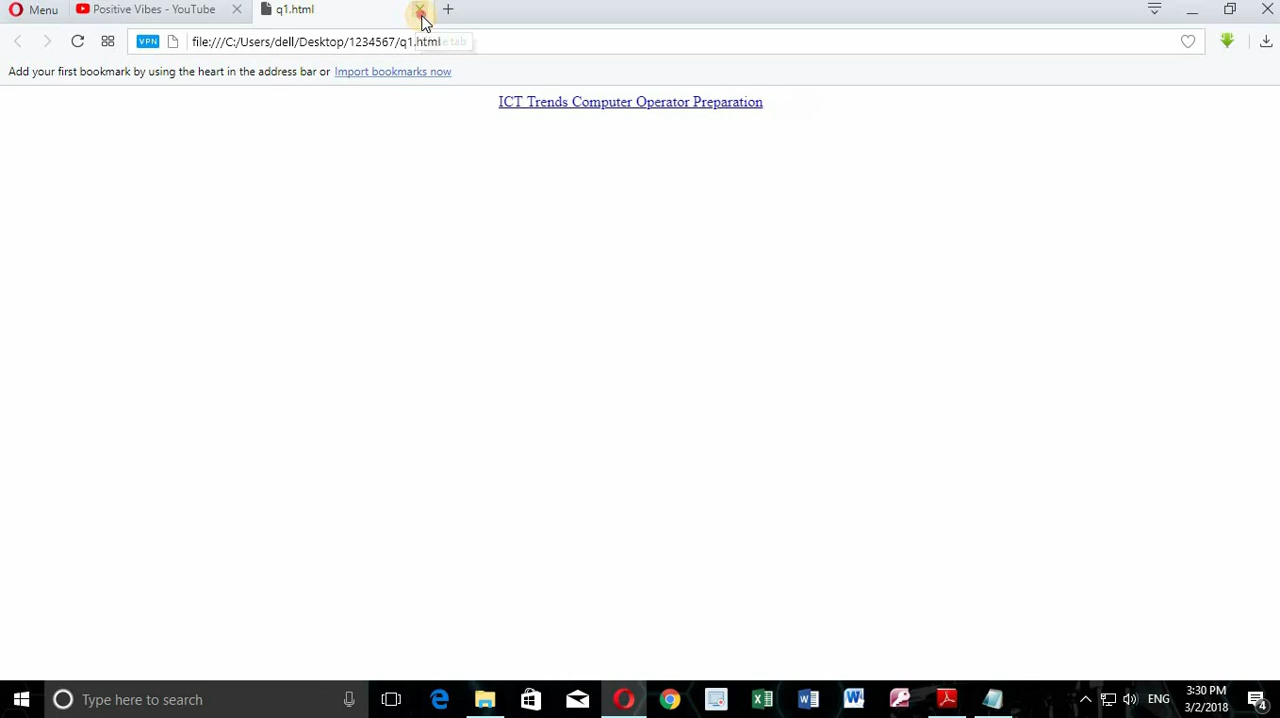 Menu
Positive Vibes - YouTube
q1.html
VPN
file:///C:/Users/dell/Desktop/1234567/q1.html
tab
Add your first bookmark by using the heart in the address bar or Import bookmarks now
ICT Trends Computer Operator Preparation
Type here to search
ENG
3:30 PM
3/2/2018
4